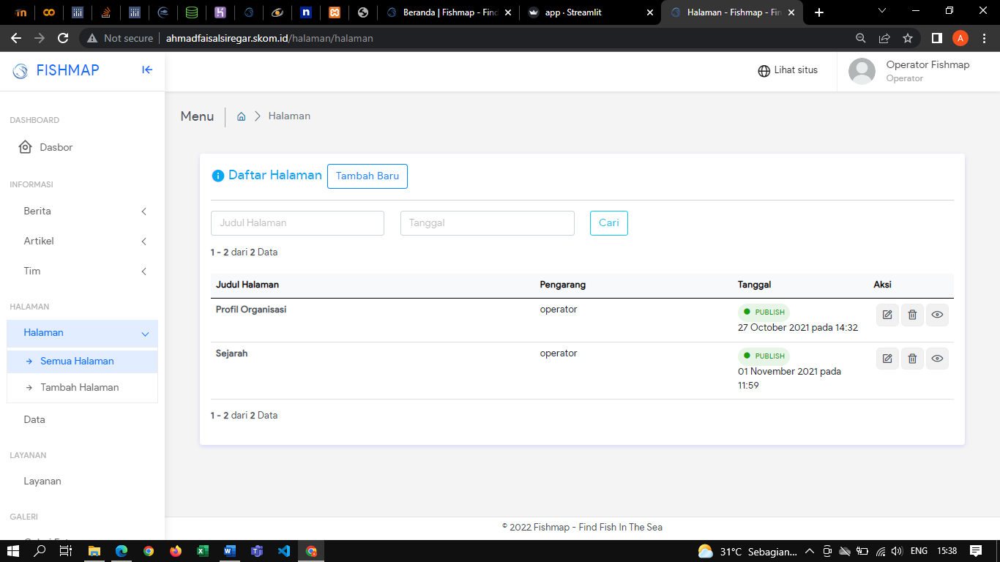 Beranda | Fishmap - Find
app · Streamlit
Halaman - Fishmap - Fin
Not secure
ahmadfaisalsiregar.skom.id/halaman/halaman
A
FISHMAP
Lihat situs
Operator Fishmap
Operator
Menu
Halaman
DASHBOARD
Dasbor
INFORMASI
Berita
Artikel
Tim
HALAMAN
Halaman
Semua Halaman
Tambah Halaman
Data
LAYANAN
Layanan
GALERI
Daftar Halaman
Tambah Baru
Judul Halaman
Tanggal
Cari
1 - 2 dari 2 Data
Judul Halaman Pengarang Tanggal Aksi
Profil Organisasi operator PUBLISH
27 October 2021 pada 14:32
Sejarah operator PUBLISH
01 November 2021 pada
11:59
1 - 2 dari 2 Data
© 2022 Fishmap - Find Fish In The Sea
31°C Sebagian... ENG 15:38